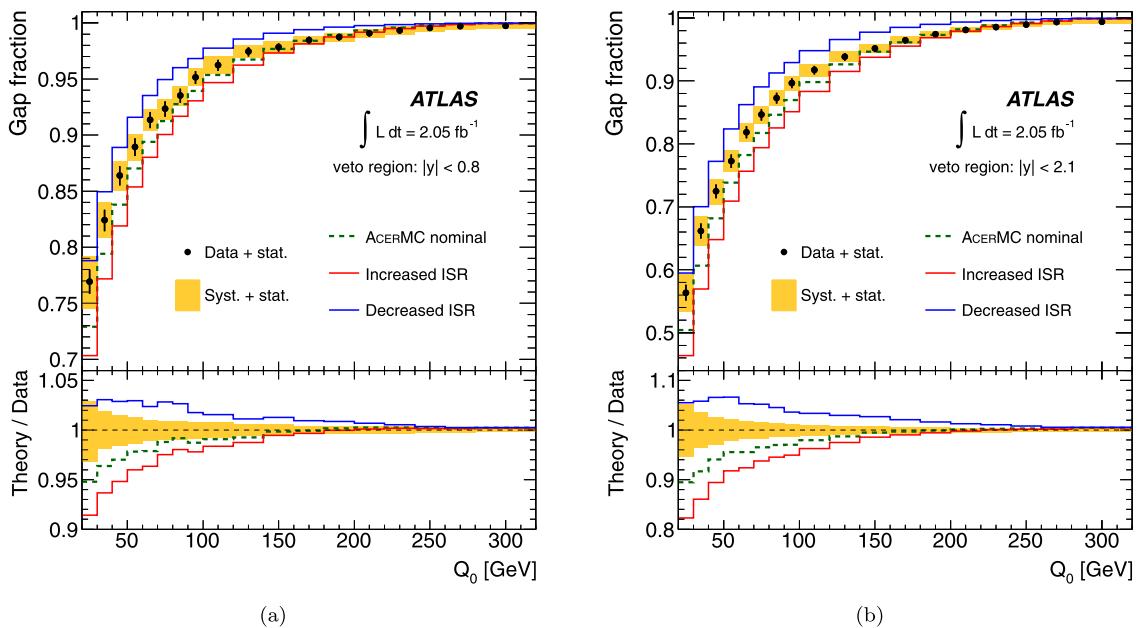 Gap fraction
1
0.95
0.9
0.85
0.8
0.75
0.7
ATLAS
∫ L dt = 2.05 fb⁻¹
veto region: |y| < 0.8
Data + stat.
Syst. + stat.
ACERMC nominal
Increased ISR
Decreased ISR
Theory / Data
1.05
1
0.95
0.9
50 100 150 200 250 300
Q₀ [GeV]
(a)
Gap fraction
1
0.9
0.8
0.7
0.6
0.5
ATLAS
∫ L dt = 2.05 fb⁻¹
veto region: |y| < 2.1
Data + stat.
Syst. + stat.
ACERMC nominal
Increased ISR
Decreased ISR
Theory / Data
1.1
1
0.9
0.8
50 100 150 200 250 300
Q₀ [GeV]
(b)